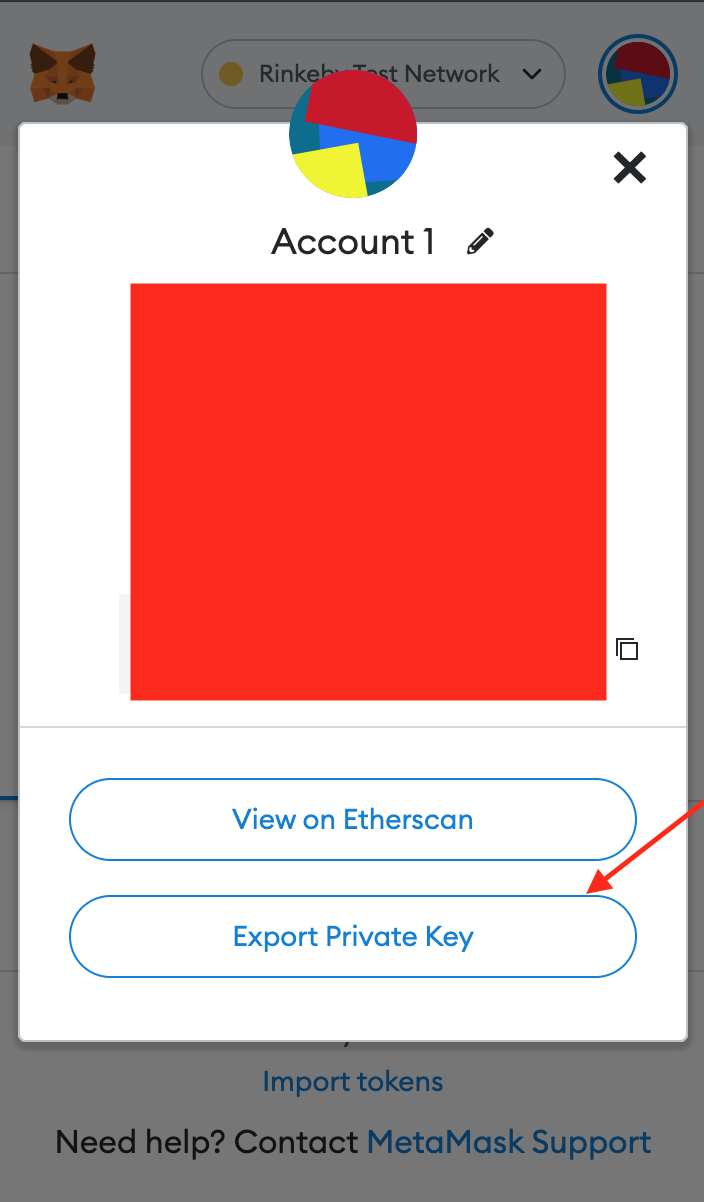 Rinkeby Test Network
Account 1
View on Etherscan
Export Private Key
Import tokens
Need help? Contact MetaMask Support